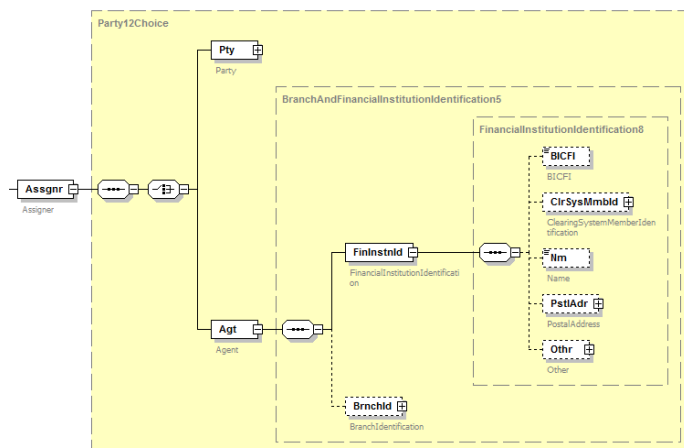 Party12Choice
Pty
Party
BranchAndFinancialInstitutionIdentification5
FinancialInstitutionIdentification8
BICFI
BICFI
Assgnr
Assigner
ClrSysMmbId
ClearingSystemMemberIden
tification
FinInstnId
FinancialInstitutionIdentificati
on
Nm
Name
PstlAdr
PostalAddress
Agt
Agent
Othr
Other
BrnchId
BranchIdentification